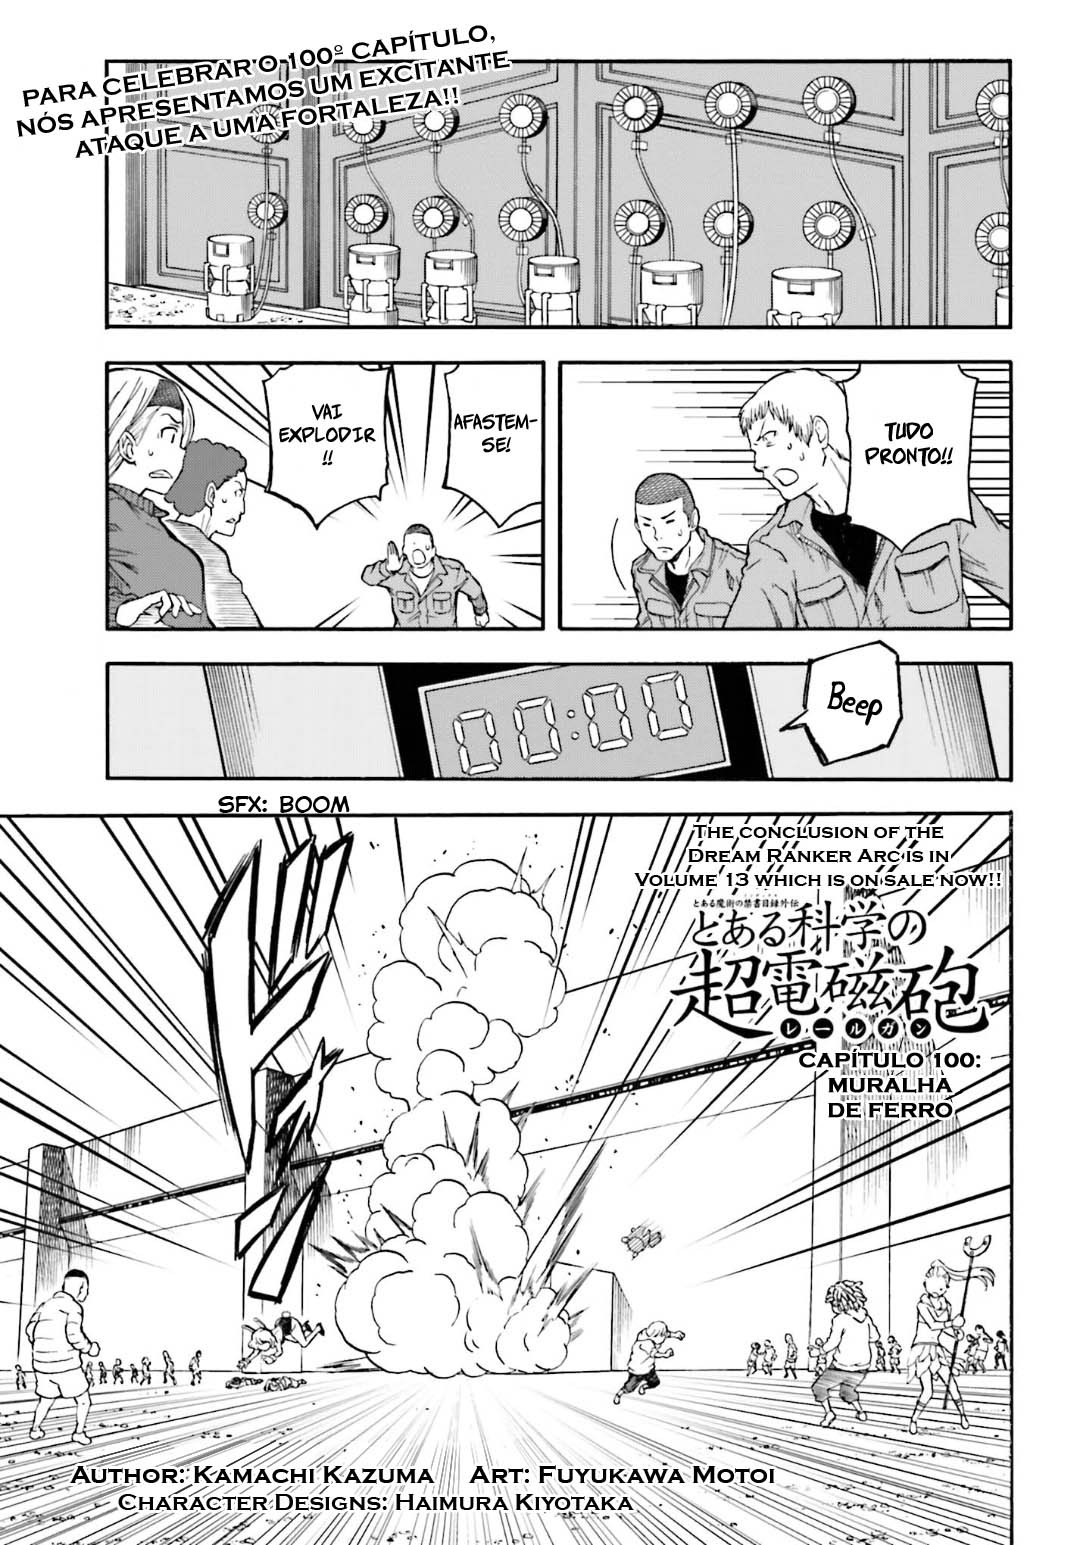 PARA CELEBRAR O 100º CAPÍTULO,
NÓS APRESENTAMOS UM EXCITANTE
ATAQUE A UMA FORTALEZA!!
TUDO
PRONTO!!
AFASTEM-
SE!
VAI
EXPLODIR
!!
00:00
Beep
SFX: BOOM
THE CONCLUSION OF THE
DREAM RANKER ARC IS IN
VOLUME 13 WHICH IS ON SALE NOW!!
とある魔術の禁書目録外伝
とある科学の
超電磁砲
レールガン
CAPÍTULO 100:
MURALHA
DE FERRO
AUTHOR: KAMACHI KAZUMA ART: FUYUKAWA MOTOI
CHARACTER DESIGNS: HAIMURA KIYOTAKA